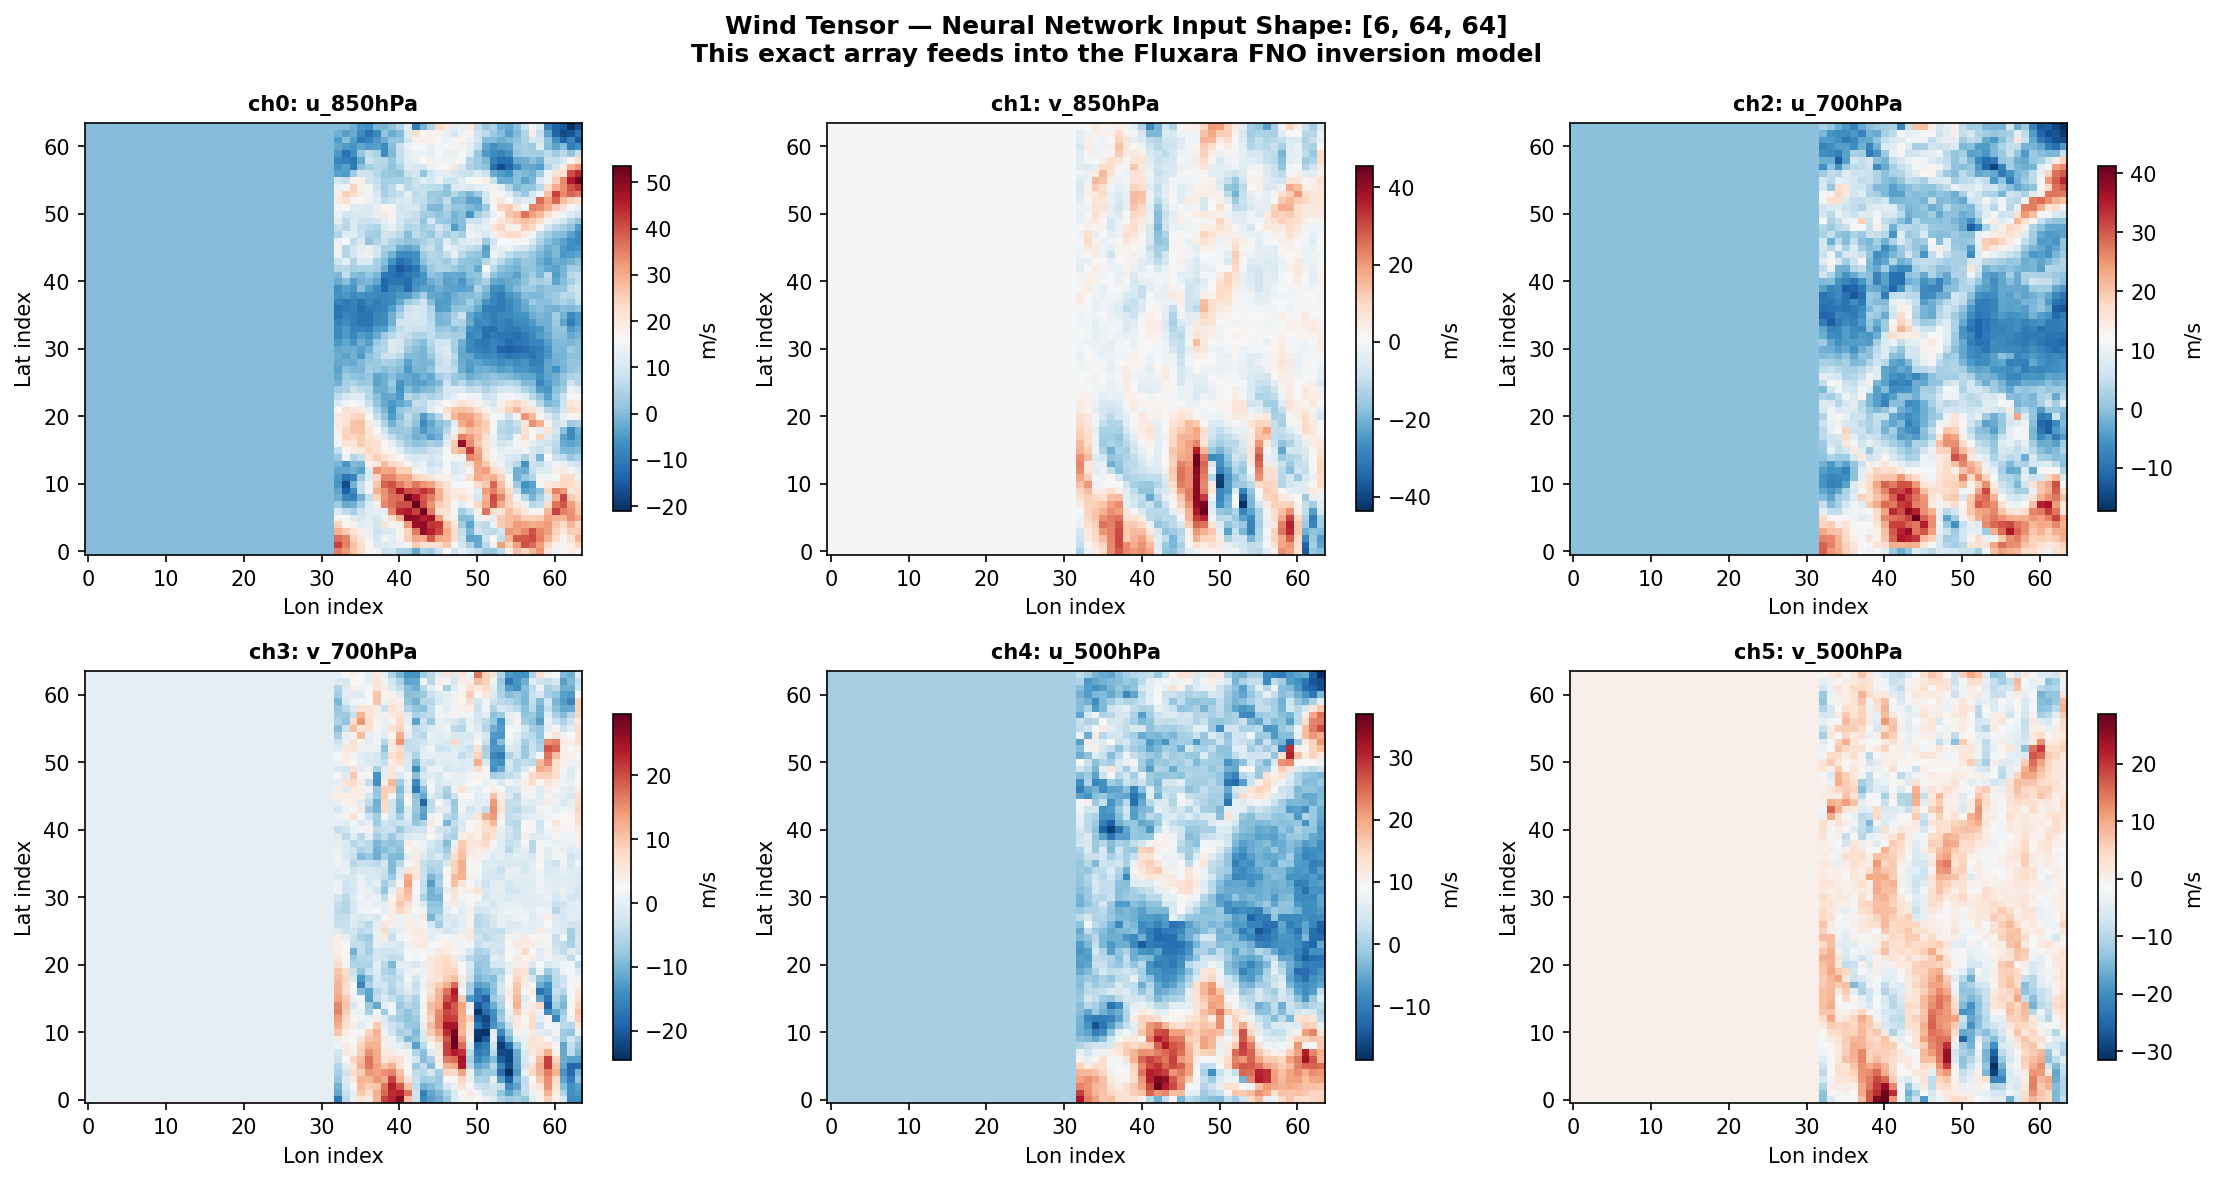 Wind Tensor — Neural Network Input Shape: [6, 64, 64]
This exact array feeds into the Fluxara FNO inversion model
ch0: u_850hPa
60
50
40
30
20
10
0
0 10 20 30 40 50 60
Lat index
Lon index
50
40
30
20
10
0
−10
−20
m/s
ch1: v_850hPa
60
50
40
30
20
10
0
0 10 20 30 40 50 60
Lat index
Lon index
40
20
0
−20
−40
m/s
ch2: u_700hPa
60
50
40
30
20
10
0
0 10 20 30 40 50 60
Lat index
Lon index
40
30
20
10
0
−10
m/s
ch3: v_700hPa
60
50
40
30
20
10
0
0 10 20 30 40 50 60
Lat index
Lon index
20
10
0
−10
−20
m/s
ch4: u_500hPa
60
50
40
30
20
10
0
0 10 20 30 40 50 60
Lat index
Lon index
30
20
10
0
−10
m/s
ch5: v_500hPa
60
50
40
30
20
10
0
0 10 20 30 40 50 60
Lat index
Lon index
20
10
0
−10
−20
−30
m/s